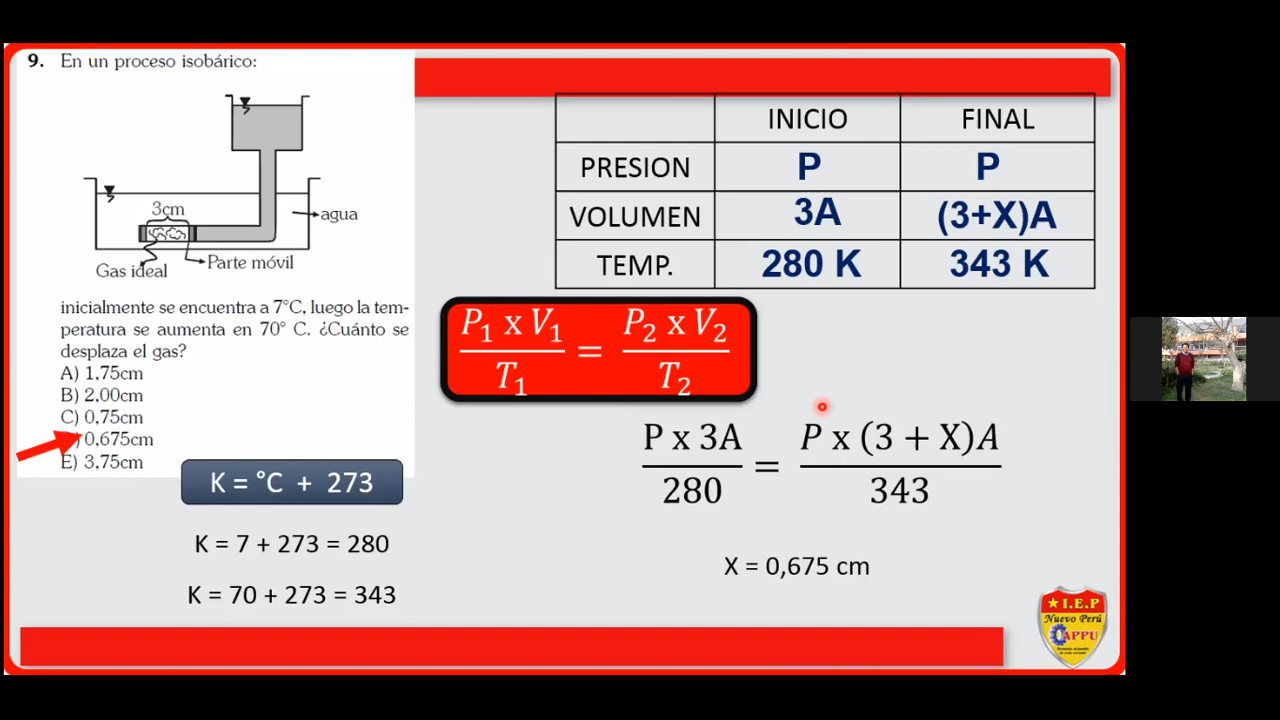 9. En un proceso isobárico:
3cm
agua
Gas ideal
Parte móvil
inicialmente se encuentra a 7°C, luego la tem-
peratura se aumenta en 70° C. ¿Cuánto se
desplaza el gas?
A) 1,75cm
B) 2,00cm
C) 0,75cm
) 0,675cm
E) 3,75cm
K = °C + 273
K = 7 + 273 = 280
K = 70 + 273 = 343
INICIO FINAL
PRESION P P
VOLUMEN 3A (3+X)A
TEMP. 280 K 343 K
P₁ x V₁ / T₁ = P₂ x V₂ / T₂
P x 3A / 280 = P x (3 + X)A / 343
X = 0,675 cm
I.E.P
Nuevo Perú
CAPPU